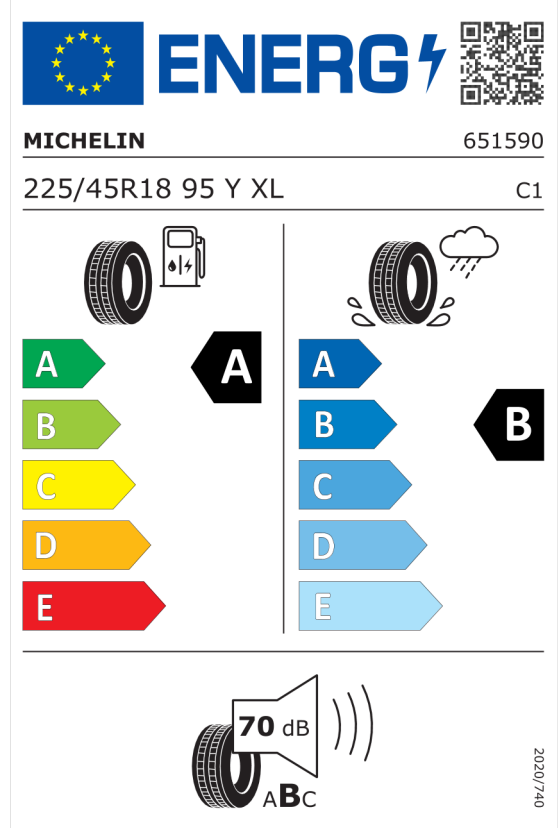 ENERG
MICHELIN 651590
225/45R18 95 Y XL C1
A A
B
C
D
E
A
B B
C
D
E
70 dB
ABC
2020/740